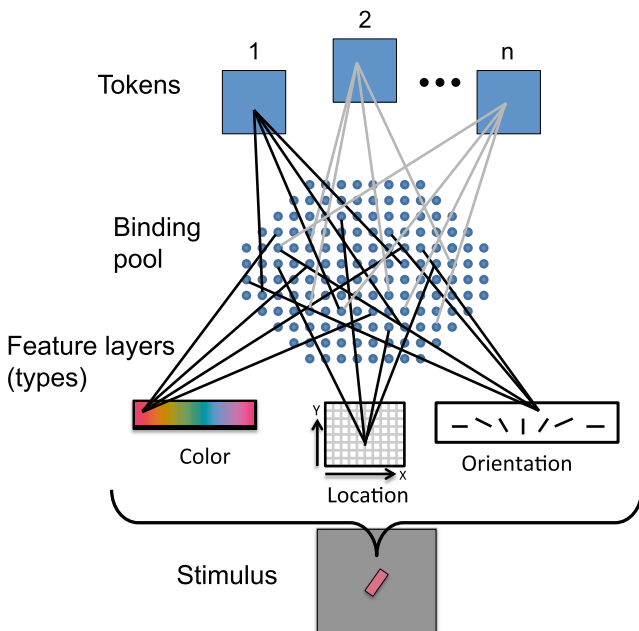 1
2
n
Tokens
Binding
pool
Feature layers
(types)
Color
Y
X
Location
Orientation
Stimulus